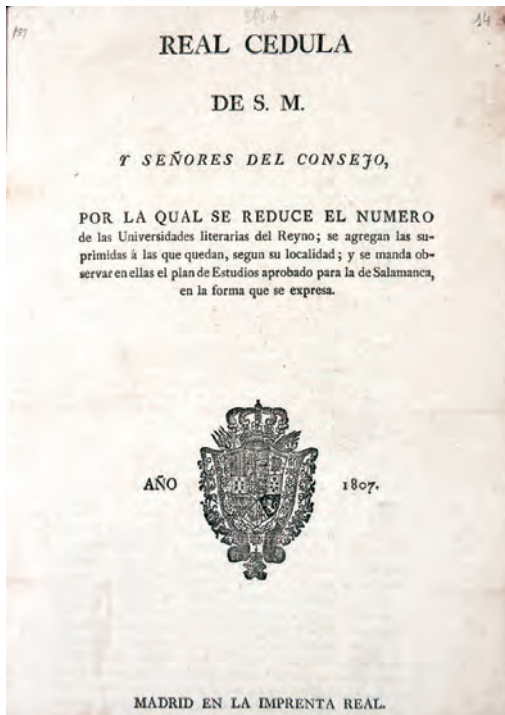 14
REAL CEDULA
DE S. M.
Y SEÑORES DEL CONSEJO,
POR LA QUAL SE REDUCE EL NUMERO
de las Universidades literarias del Reyno; se agregan las su-
primidas á las que quedan, segun su localidad; y se manda ob-
servar en ellas el plan de Estudios aprobado para la de Salamanca,
en la forma que se expresa.
AÑO 1807.
MADRID EN LA IMPRENTA REAL.